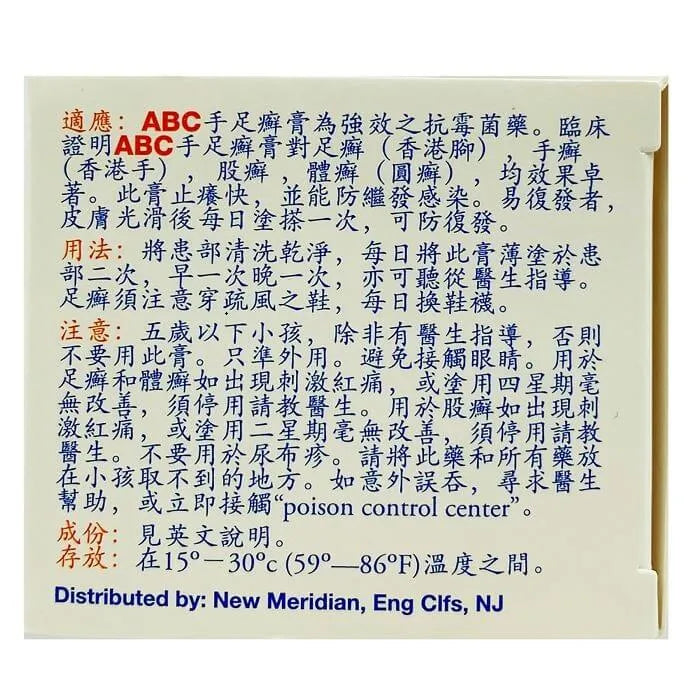 適應：ABC手足癬膏為強效之抗霉菌藥。臨床
證明ABC手足癬膏對足癬（香港腳），手癬
（香港手），股癬，體癬（圓癬），均效果卓
著。此膏止癢快，並能防繼發感染。易復發者，
皮膚光滑後每日塗搽一次，可防復發。
用法：將患部清洗乾淨，每日將此膏薄塗於患
部二次，早一次晚一次，亦可聽從醫生指導。
足癬須注意穿疏風之鞋，每日換鞋襪。
注意：五歲以下小孩，除非有醫生指導，否則
不要用此膏。只準外用。避免接觸眼睛。用於
足癬和體癬如出現刺激紅痛，或塗用四星期毫
無改善，須停用請教醫生。用於股癬如出現刺
激紅痛，或塗用二星期毫無改善，須停用請教
醫生。不要用於尿布疹。請將此藥和所有藥放
在小孩取不到的地方。如意外誤吞，尋求醫生
幫助，或立即接觸“poison control center”。
成份：見英文說明。
存放：在15º－30ºc (59º—86ºF)溫度之間。
Distributed by: New Meridian, Eng Clfs, NJ